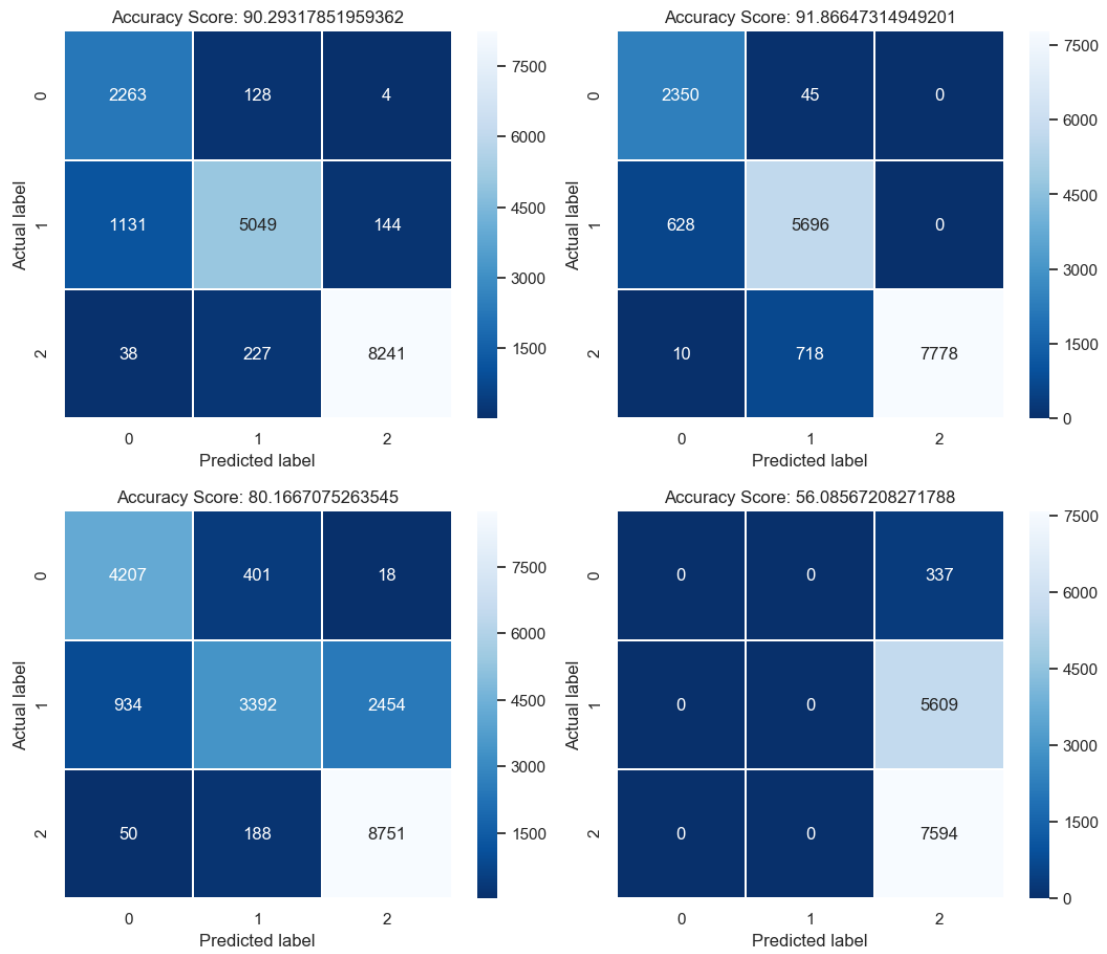 Accuracy Score: 90.29317851959362
0
2263 128 4
7500
6000
Actual label
1
1131 5049 144
4500
3000
2
38 227 8241
1500
0 1 2
Predicted label
Accuracy Score: 91.86647314949201
0
2350 45 0
7500
6000
Actual label
1
628 5696 0
4500
3000
2
10 718 7778
1500
0
0 1 2
Predicted label
Accuracy Score: 80.1667075263545
0
4207 401 18
7500
6000
Actual label
1
934 3392 2454
4500
3000
2
50 188 8751
1500
0 1 2
Predicted label
Accuracy Score: 56.08567208271788
0
0 0 337
7500
6000
Actual label
1
0 0 5609
4500
3000
2
0 0 7594
1500
0
0 1 2
Predicted label